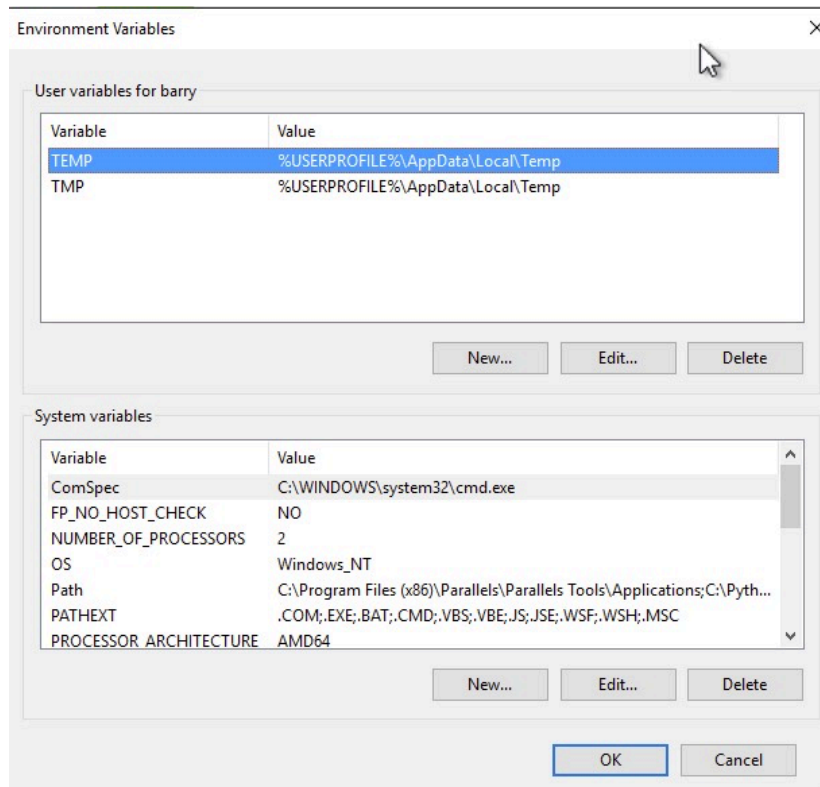 Environment Variables
User variables for barry
Variable Value
TEMP %USERPROFILE%\AppData\Local\Temp
TMP %USERPROFILE%\AppData\Local\Temp
New... Edit... Delete
System variables
Variable Value
ComSpec C:\WINDOWS\system32\cmd.exe
FP_NO_HOST_CHECK NO
NUMBER_OF_PROCESSORS 2
OS Windows_NT
Path C:\Program Files (x86)\Parallels\Parallels Tools\Applications;C:\Pyth...
PATHEXT .COM;.EXE;.BAT;.CMD;.VBS;.VBE;.JS;.JSE;.WSF;.WSH;.MSC
PROCESSOR_ARCHITECTURE AMD64
New... Edit... Delete
OK Cancel